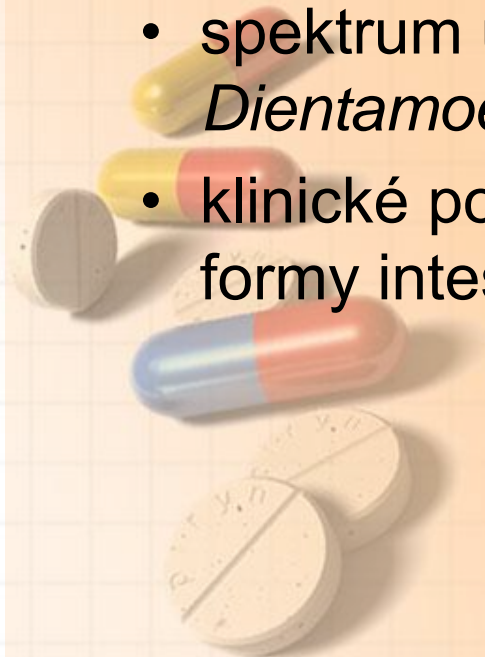 • spektrum
Dientamoe
• klinické po
formy intes